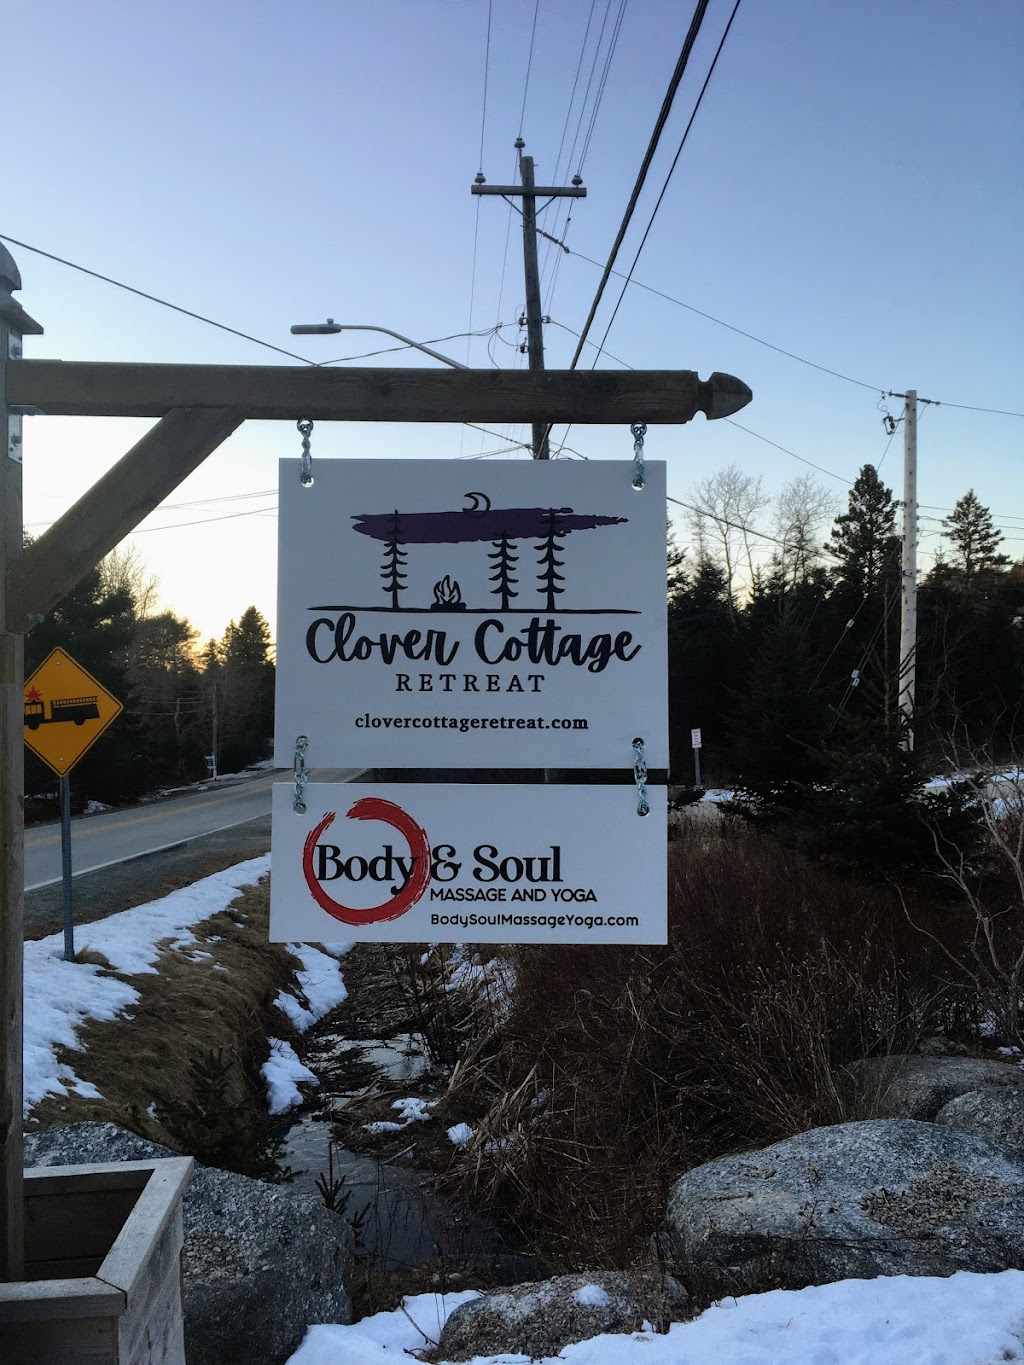 Clover Cottage
RETREAT
clovercottageretreat.com
Body & Soul
MASSAGE AND YOGA
BodySoulMassageYoga.com